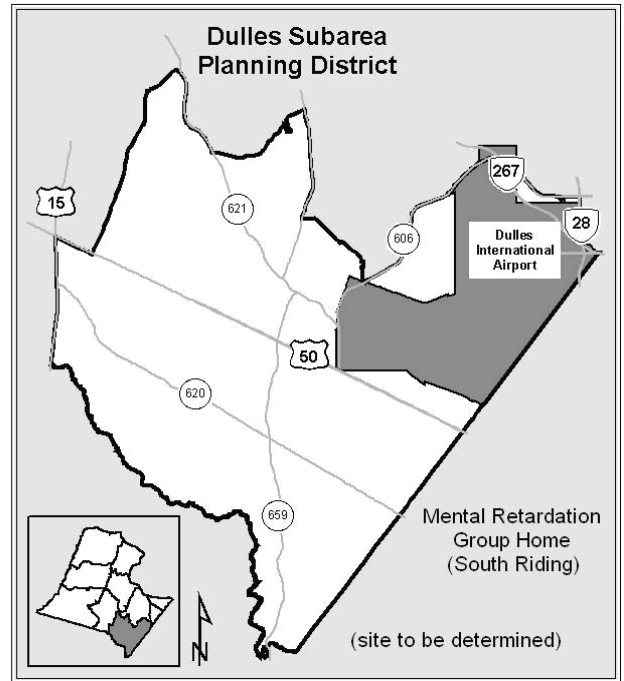 Dulles Subarea
Planning District
267
15
621
28
606
Dulles
International
Airport
50
620
659
Mental Retardation
Group Home
(South Riding)
(site to be determined)
N